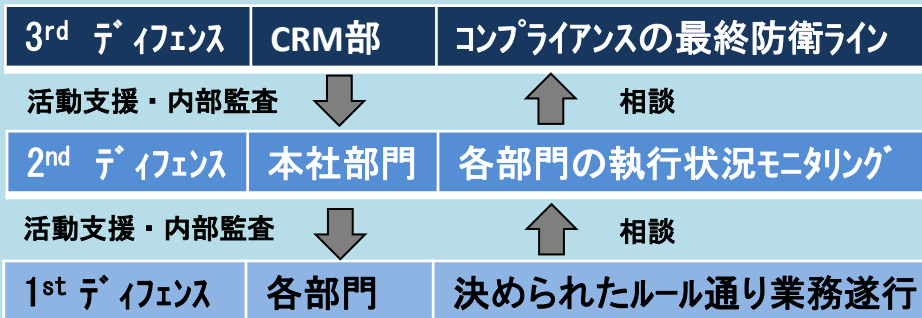 3rd ﾃﾞｨﾌｪﾝｽ CRM部 ｺﾝﾌﾟﾗｲｱﾝｽの最終防衛ﾗｲﾝ
活動支援・内部監査 相談
2nd ﾃﾞｨﾌｪﾝｽ 本社部門 各部門の執行状況ﾓﾆﾀﾘﾝｸﾞ
活動支援・内部監査 相談
1st ﾃﾞｨﾌｪﾝｽ 各部門 決められたﾙｰﾙ通り業務遂行